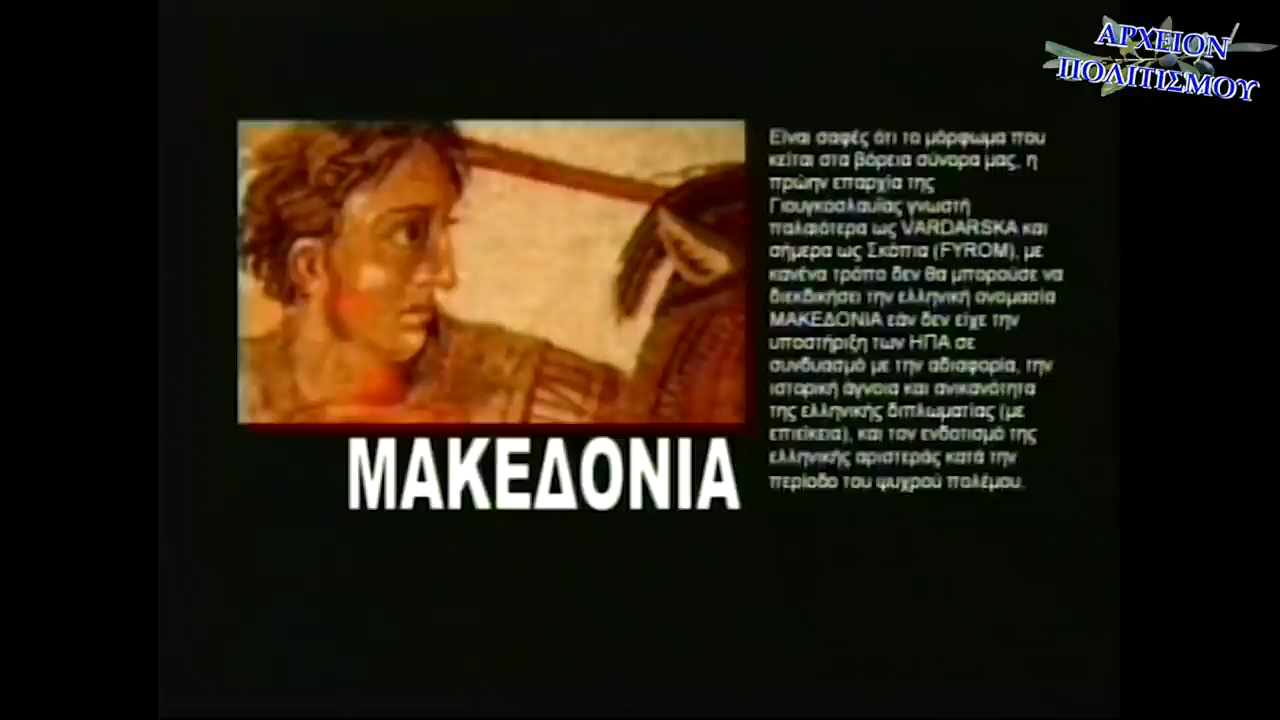 ΑΡΧΕΙΟΝ
ΠΟΛΙΤΙΣΜΟΥ
Είναι σαφές ότι το μόρφωμα που
κείται στα βόρεια σύνορα μας, η
πρώην επαρχία της
Γιουγκοσλαυΐας γνωστή
παλαιότερα ως VARDARSKA και
σήμερα ως Σκόπια (FYROM), με
κανένα τρόπο δεν θα μπορούσε να
διεκδικήσει την ελληνική ονομασία
ΜΑΚΕΔΟΝΙΑ εάν δεν είχε την
υποστήριξη των ΗΠΑ σε
συνδυασμό με την αδιαφορία, την
ιστορική άγνοια και ανικανότητα
της ελληνικής διπλωματίας (με
επιείκεια), και τον ενδοτισμό της
ελληνικής αριστεράς κατά την
περίοδο του ψυχρού πολέμου.
ΜΑΚΕΔΟΝΙΑ